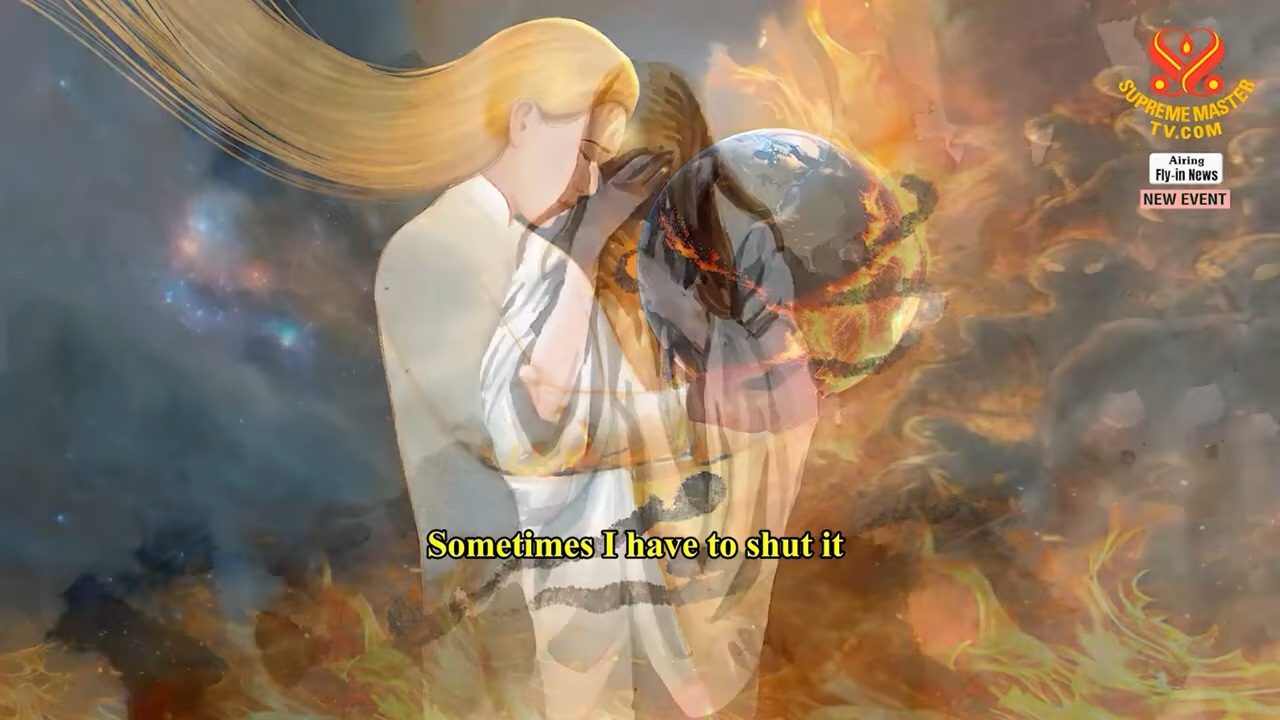 SUPREME MASTER
TV.COM
Airing
Fly-in News
NEW EVENT
Sometimes I have to shut it